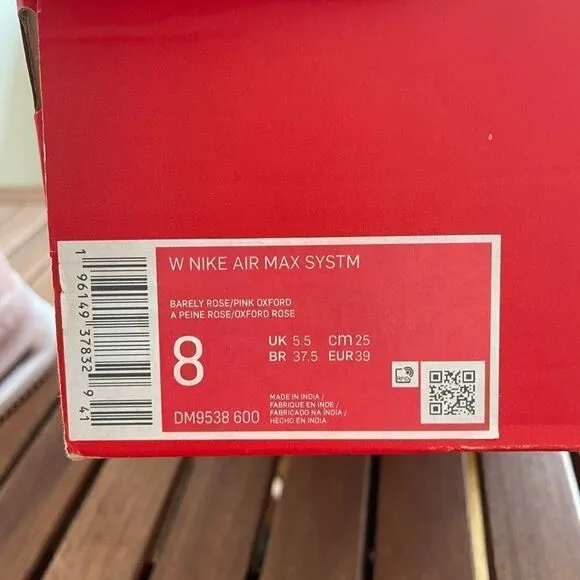 W NIKE AIR MAX SYSTM
BARELY ROSE/PINK OXFORD
A PEINE ROSE/OXFORD ROSE
8
UK 5.5 cm 25
BR 37.5 EUR 39
RFID
DM9538 600
MADE IN INDIA /
FABRIQUE EN INDE /
FABRICADO NA ÍNDIA /
HECHO EN INDIA
1 96149 37832 9 41